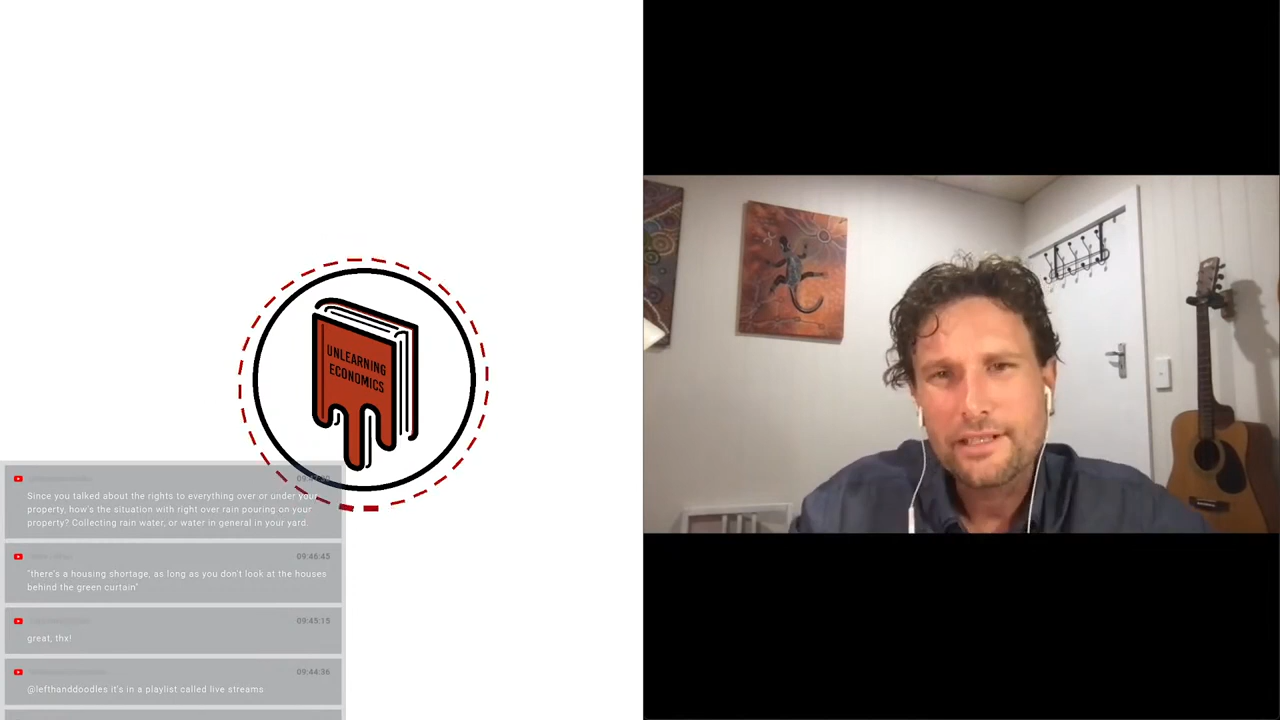 UNLEARNING
ECONOMICS
Since you talked about the rights to everything over or under your
property, how's the situation with right over rain pouring on your
property? Collecting rain water, or water in general in your yard.
09:46:45
"there's a housing shortage, as long as you don't look at the houses
behind the green curtain"
09:45:15
great, thx!
09:44:36
@lefthanddoodles it's in a playlist called live streams